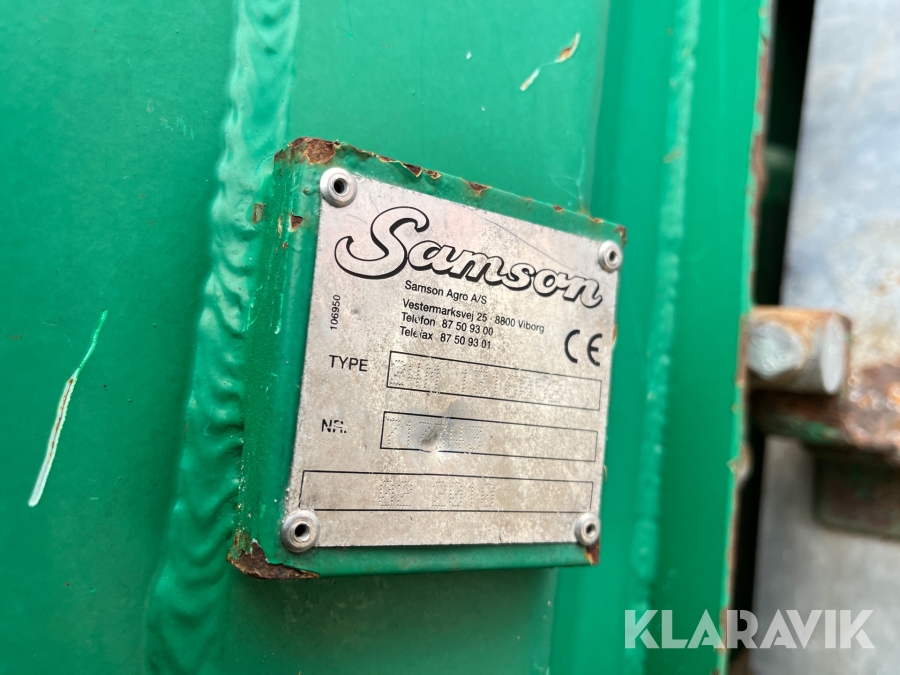 Samson
Samson Agro A/S
Vestermarksvej 25 · 8800 Viborg
Telefon 87 50 93 00
Telefax 87 50 93 01
CE
106950
TYPE
NR.
KLARAVIK